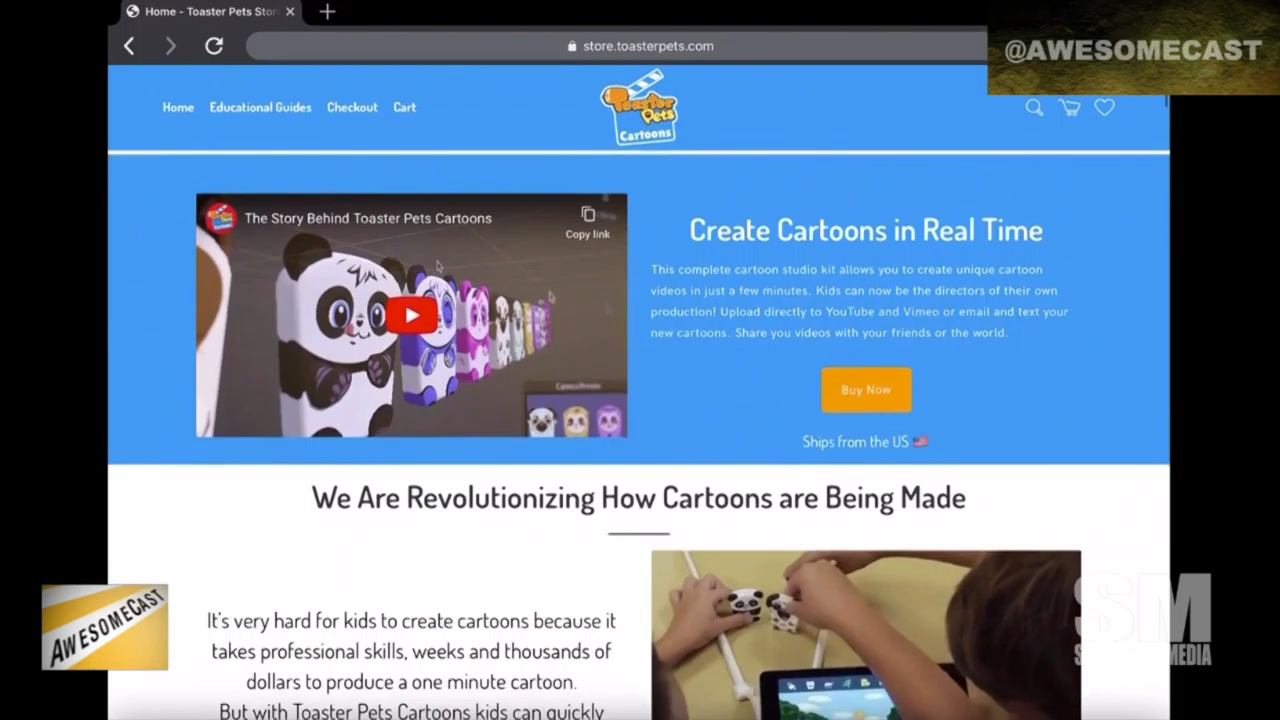 Home - Toaster Pets Stor
@AWESOMECAST
store.toasterpets.com
Home Educational Guides Checkout Cart
Toaster Pets Cartoons
The Story Behind Toaster Pets Cartoons
Copy link
Create Cartoons in Real Time
This complete cartoon studio kit allows you to create unique cartoon
videos in just a few minutes. Kids can now be the directors of their own
production! Upload directly to YouTube and Vimeo or email and text your
new cartoons. Share you videos with your friends or the world.
Buy Now
Ships from the US
We Are Revolutionizing How Cartoons are Being Made
It's very hard for kids to create cartoons because it
takes professional skills, weeks and thousands of
dollars to produce a one minute cartoon.
But with Toaster Pets Cartoons kids can quickly
AWESOMECAST
SM
MEDIA